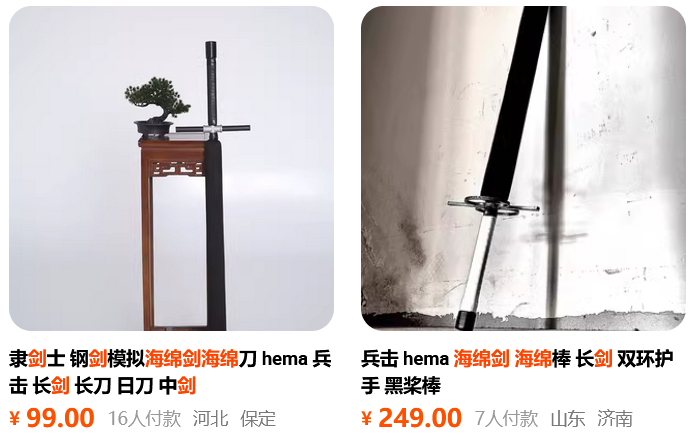 隶剑士 钢剑模拟海绵剑海绵刀 hema 兵
击 长剑 长刀 日刀 中剑
¥ 99.00 16人付款 河北 保定
兵击 hema 海绵剑 海绵棒 长剑 双环护
手 黑桨棒
¥ 249.00 7人付款 山东 济南